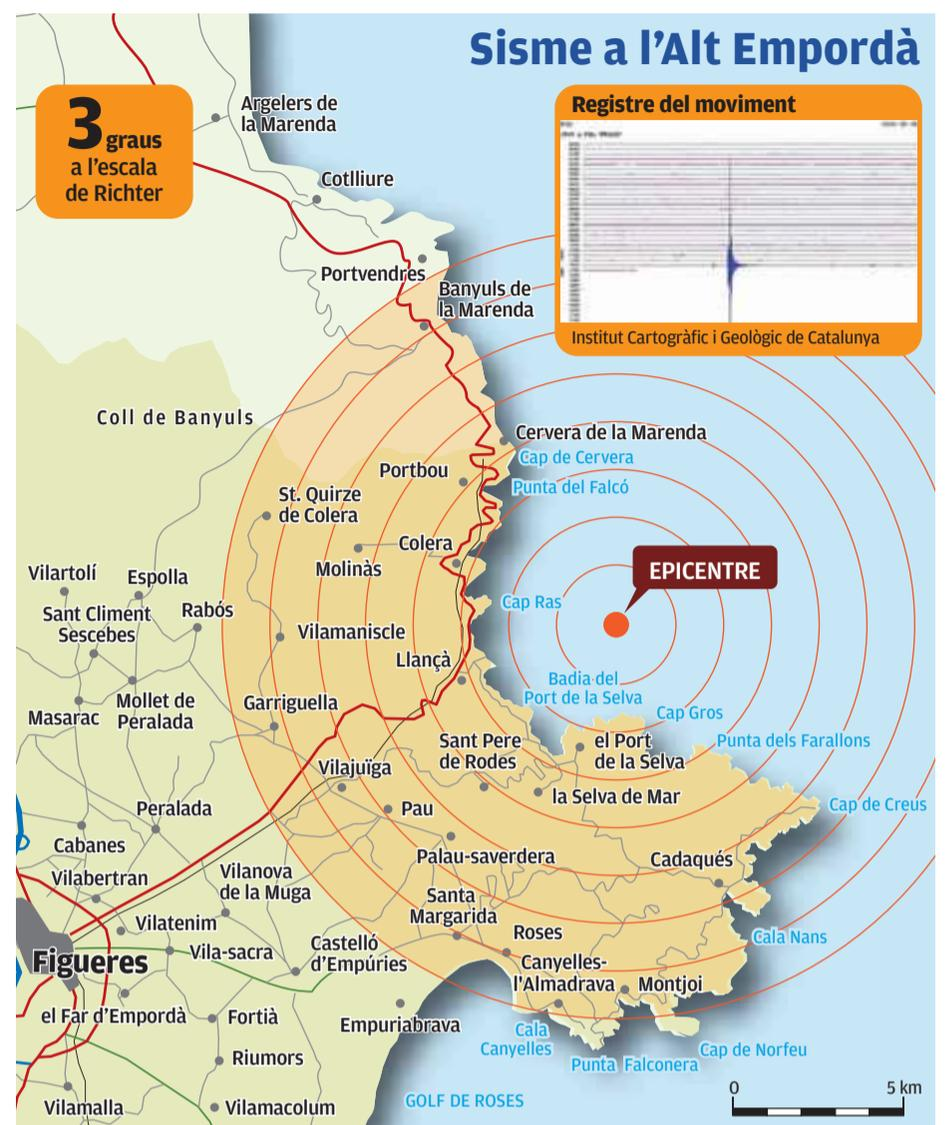 Sisme a l'Alt Empordà
3 graus
a l'escala
de Richter
Registre del moviment
Institut Cartogràfic i Geològic de Catalunya
Argelers de
la Marenda
Cotlliure
Portvendres
Banyuls de
la Marenda
Coll de Banyuls
Cervera de la Marenda
Cap de Cervera
Portbou
Punta del Falcó
St. Quirze
de Colera
Colera
Molinàs
EPICENTRE
Vilartolí
Espolla
Cap Ras
Sant Climent
Sescebes
Rabós
Vilamaniscle
Llançà
Badia del
Port de la Selva
Masarac
Mollet de
Peralada
Garriguella
Cap Gros
Sant Pere
de Rodes
el Port
de la Selva
Punta dels Farallons
Vilajuïga
la Selva de Mar
Cap de Creus
Peralada
Pau
Cabanes
Palau-saverdera
Cadaqués
Vilabertran
Vilanova
de la Muga
Santa
Margarida
Vilatenim
Roses
Cala Nans
Vila-sacra
Castelló
d'Empúries
Figueres
Canyelles-
l'Almadrava
Montjoi
el Far d'Empordà
Fortià
Empuriabrava
Cala
Canyelles
Cap de Norfeu
Riumors
Punta Falconera
Vilamalla
Vilamacolum
GOLF DE ROSES
0 5 km